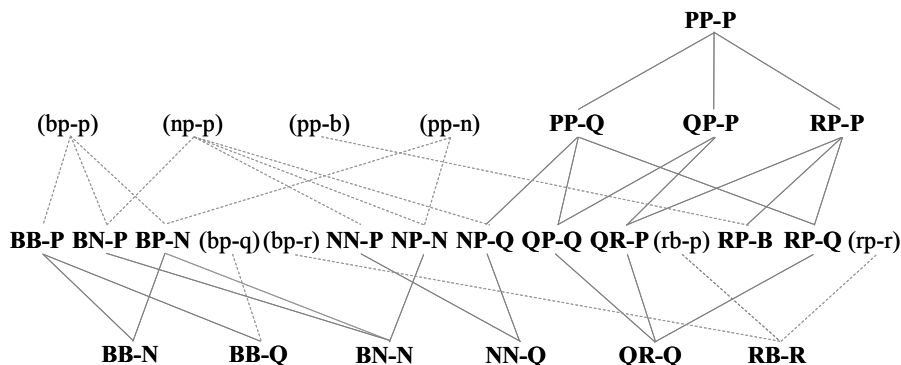 PP-P
(bp-p) (np-p) (pp-b) (pp-n) PP-Q QP-P RP-P
BB-P BN-P BP-N (bp-q) (bp-r) NN-P NP-N NP-Q QP-Q QR-P (rb-p) RP-B RP-Q (rp-r)
BB-N BB-Q BN-N NN-Q QR-Q RB-R